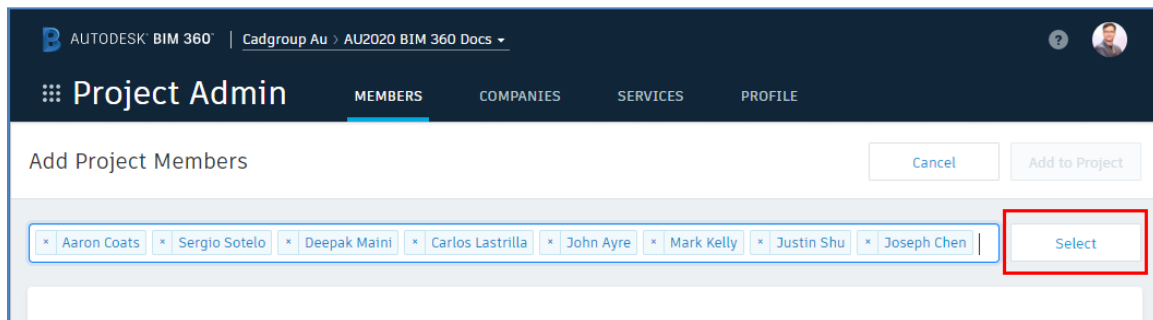 AUTODESK® BIM 360™ | Cadgroup Au > AU2020 BIM 360 Docs
?
Project Admin MEMBERS COMPANIES SERVICES PROFILE
Add Project Members Cancel Add to Project
× Aaron Coats × Sergio Sotelo × Deepak Maini × Carlos Lastrilla × John Ayre × Mark Kelly × Justin Shu × Joseph Chen Select